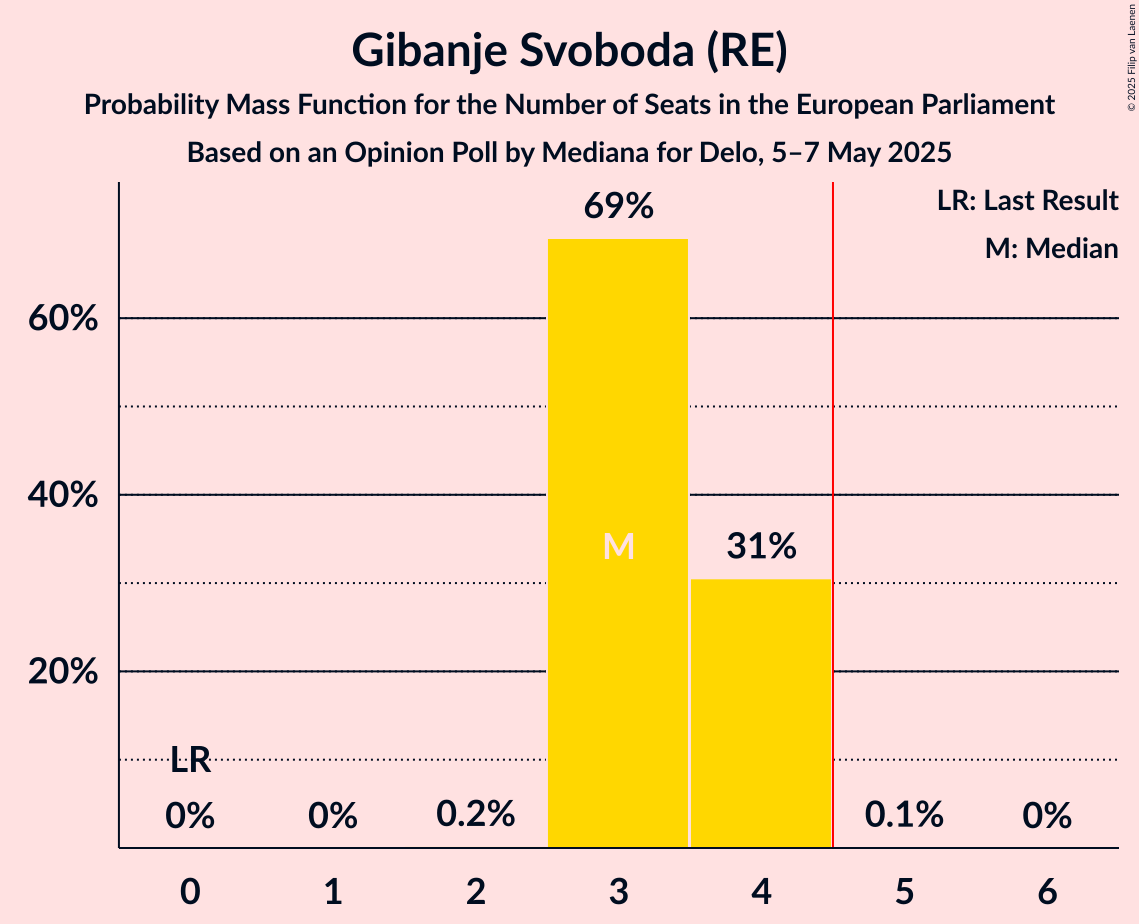 Gibanje Svoboda (RE)
Probability Mass Function for the Number of Seats in the European Parliament
Based on an Opinion Poll by Mediana for Delo, 5–7 May 2025
© 2025 Filip van Laenen
LR: Last Result
M: Median
69%
60%
40%
M
31%
20%
LR
0%
0%
0.2%
0.1%
0%
0
1
2
3
4
5
6